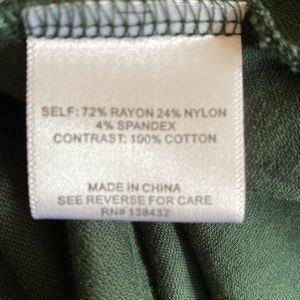 SELF: 72% RAYON 24% NYLON
4% SPANDEX
CONTRAST: 100% COTTON
MADE IN CHINA
SEE REVERSE FOR CARE
RN# 138432